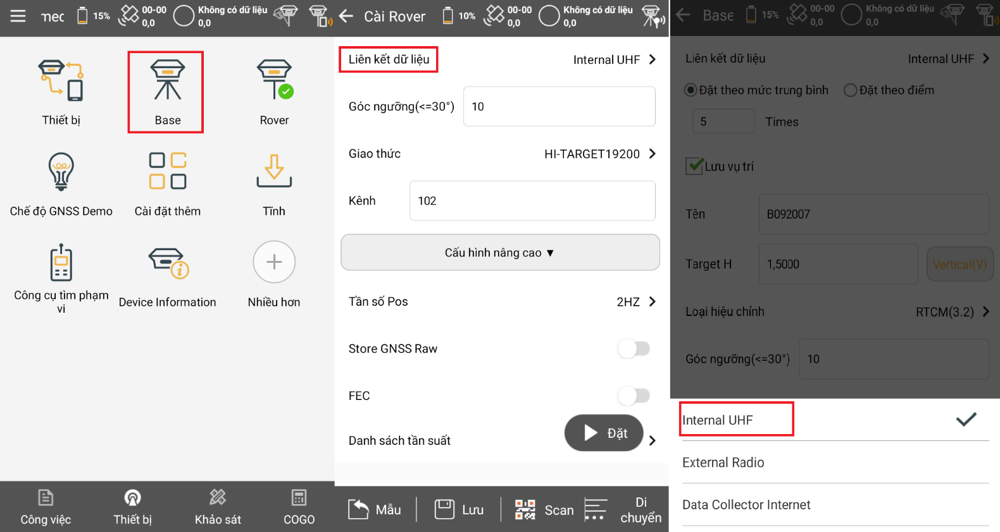 mec 15% 00-00 0,0 Không có dữ liệu 0,0
Thiết bị
Base
Rover
Chế độ GNSS Demo
Cài đặt thêm
Tĩnh
Công cụ tìm phạm vi
Device Information
Nhiều hơn
Công việc
Thiết bị
Khảo sát
COGO
Cài Rover 10% 00-00 0,0 Không có dữ liệu 0,0
Liên kết dữ liệu Internal UHF
Góc ngưỡng(<=30°) 10
Giao thức HI-TARGET19200
Kênh 102
Cấu hình nâng cao ▼
Tần số Pos 2HZ
Store GNSS Raw
FEC
Đặt
Danh sách tần suất
Mẫu
Lưu
Scan
Di chuyển
Base 15% 00-00 0,0 Không có dữ liệu 0,0
Liên kết dữ liệu Internal UHF
Đặt theo mức trung bình Đặt theo điểm
5 Times
Lưu vụ trí
Tên B092007
Target H 1,5000 Vertical(V)
Loại hiệu chỉnh RTCM(3.2)
Góc ngưỡng(<=30°) 10
Internal UHF
External Radio
Data Collector Internet